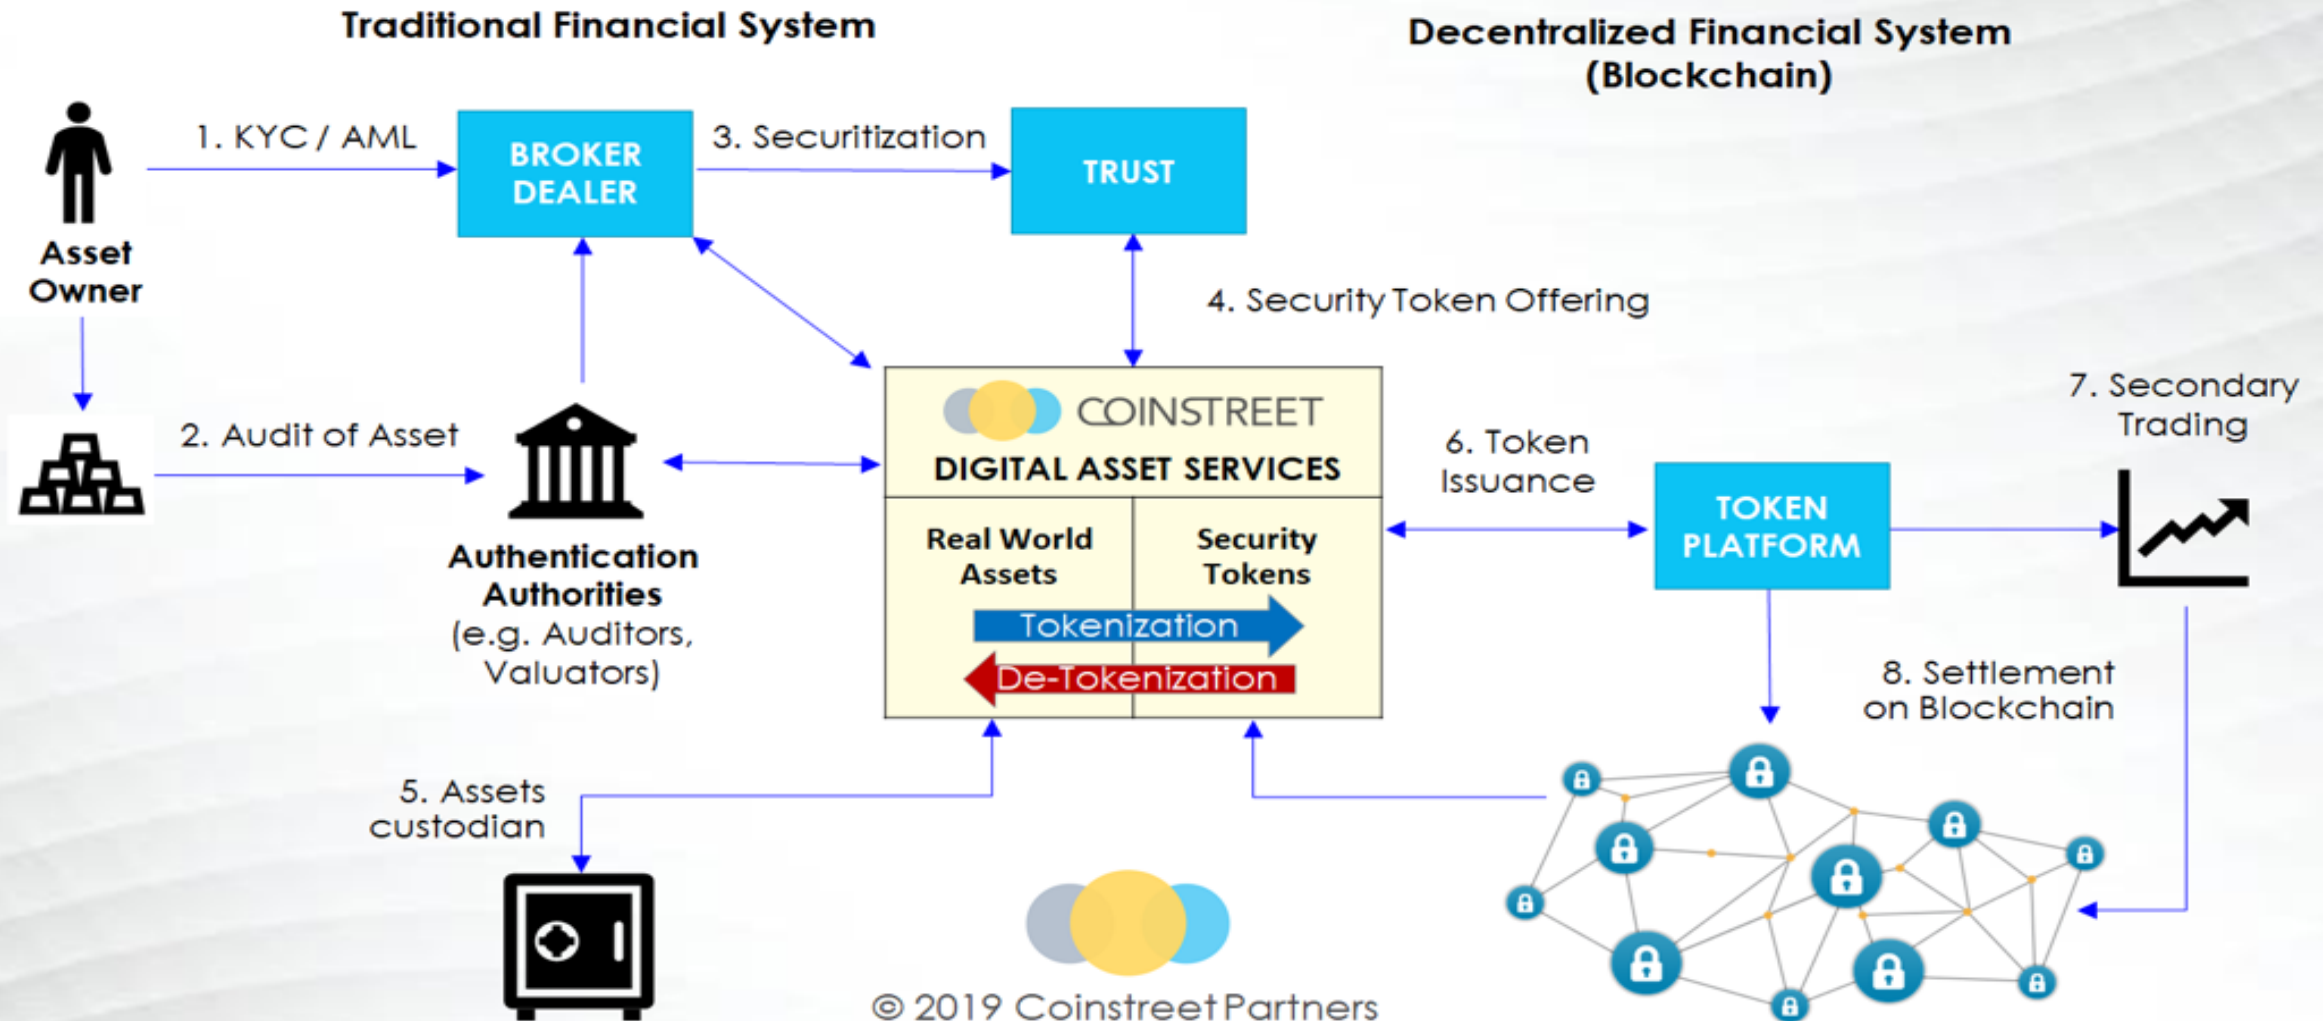 Traditional Financial System
Decentralized Financial System
(Blockchain)
1. KYC / AML
BROKER
DEALER
3. Securitization
TRUST
Asset
Owner
4. Security Token Offering
2. Audit of Asset
Authentication
Authorities
(e.g. Auditors,
Valuators)
COINSTREET
DIGITAL ASSET SERVICES
Real World
Assets
Security
Tokens
Tokenization
De-Tokenization
6. Token
Issuance
TOKEN
PLATFORM
7. Secondary
Trading
8. Settlement
on Blockchain
5. Assets
custodian
© 2019 Coinstreet Partners